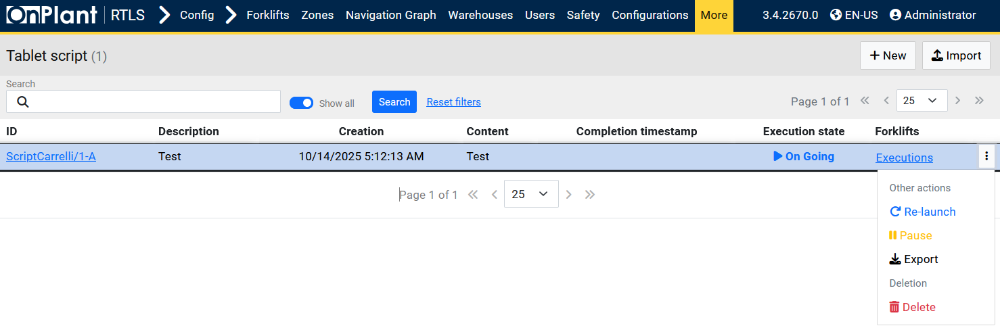 OnPlant RTLS Config Forklifts Zones Navigation Graph Warehouses Users Safety Configurations More 3.4.2670.0 EN-US Administrator
Tablet script (1) New Import
Search
Show all Search Reset filters Page 1 of 1 25
ID Description Creation Content Completion timestamp Execution state Forklifts
ScriptCarrelli/1-A Test 10/14/2025 5:12:13 AM Test On Going Executions
Page 1 of 1 25
Other actions
Re-launch
Pause
Export
Deletion
Delete